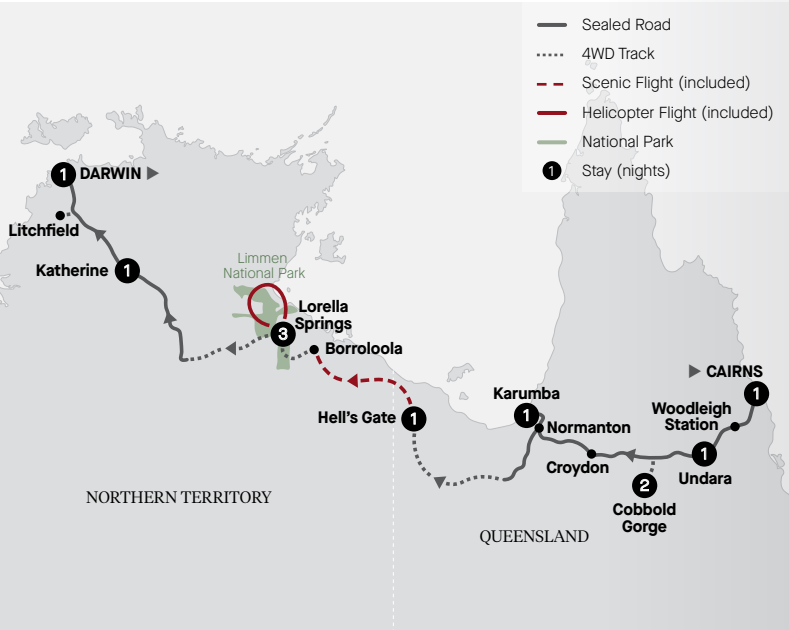 Sealed Road
4WD Track
Scenic Flight (included)
Helicopter Flight (included)
National Park
1 Stay (nights)
1 DARWIN
Litchfield
Katherine 1
Limmen
National Park
Lorella
Springs
3
Borroloola
Hell's Gate 1
Karumba
1
Normanton
Croydon
CAIRNS
1
Woodleigh
Station
1
Undara
2
Cobbold
Gorge
NORTHERN TERRITORY
QUEENSLAND